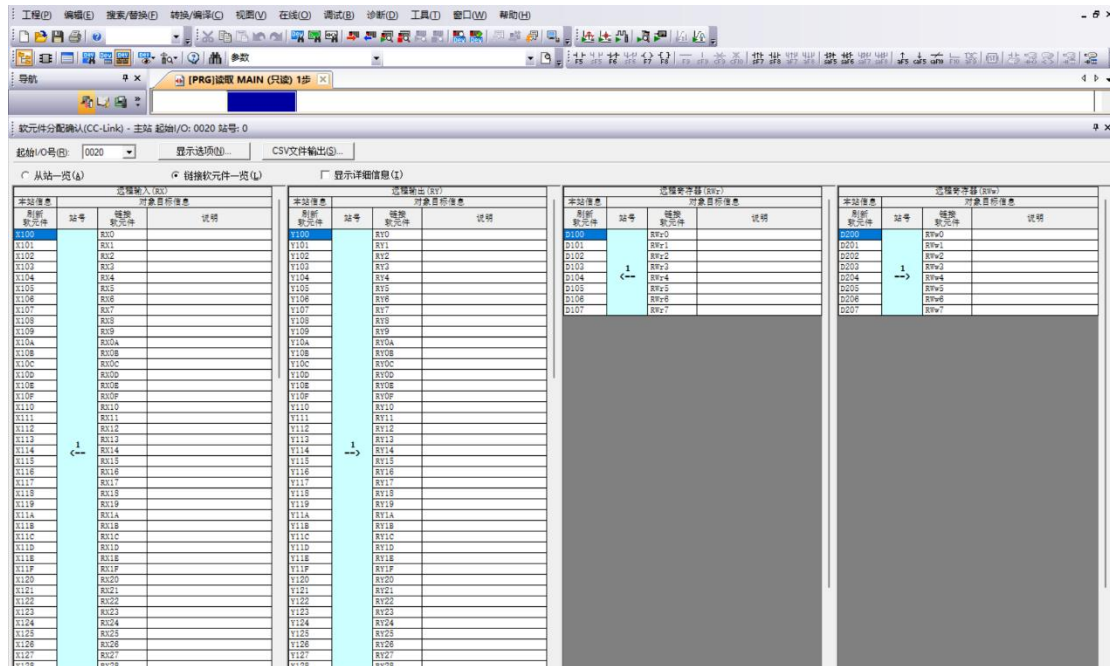 工程(P) 编辑(E) 搜索/替换(F) 转换/编译(C) 视图(V) 在线(O) 调试(B) 诊断(D) 工具(T) 窗口(W) 帮助(H)
参数
导航
[PRG]读取 MAIN (只读) 1步
软元件分配确认(CC-Link) - 主站 起始I/O: 0020 站号: 0
起始I/O号(R): 0020 显示选项(N)... CSV文件输出(S)...
从站一览(A) 链接软元件一览(L) 显示详细信息(I)
远程输入(RX) 远程输出(RY) 远程寄存器(RWr) 远程寄存器(RWw)
本站信息 对象目标信息 本站信息 对象目标信息 本站信息 对象目标信息 本站信息 对象目标信息
刷新软元件 站号 链接软元件 说明 刷新软元件 站号 链接软元件 说明 刷新软元件 站号 链接软元件 说明 刷新软元件 站号 链接软元件 说明
X100 RX0 Y100 RY0 D100 RWr0 D200 RWw0
X101 RX1 Y101 RY1 D101 RWr1 D201 RWw1
X102 RX2 Y102 RY2 D102 RWr2 D202 RWw2
X103 RX3 Y103 RY3 D103 1 RWr3 D203 1 RWw3
X104 RX4 Y104 RY4 D104 <-- RWr4 D204 --> RWw4
X105 RX5 Y105 RY5 D105 RWr5 D205 RWw5
X106 RX6 Y106 RY6 D106 RWr6 D206 RWw6
X107 RX7 Y107 RY7 D107 RWr7 D207 RWw7
X108 RX8 Y108 RY8
X109 RX9 Y109 RY9
X10A RX0A Y10A RY0A
X10B RX0B Y10B RY0B
X10C RX0C Y10C RY0C
X10D RX0D Y10D RY0D
X10E RX0E Y10E RY0E
X10F RX0F Y10F RY0F
X110 RX10 Y110 RY10
X111 RX11 Y111 RY11
X112 RX12 Y112 RY12
X113 1 RX13 Y113 1 RY13
X114 <-- RX14 Y114 --> RY14
X115 RX15 Y115 RY15
X116 RX16 Y116 RY16
X117 RX17 Y117 RY17
X118 RX18 Y118 RY18
X119 RX19 Y119 RY19
X11A RX1A Y11A RY1A
X11B RX1B Y11B RY1B
X11C RX1C Y11C RY1C
X11D RX1D Y11D RY1D
X11E RX1E Y11E RY1E
X11F RX1F Y11F RY1F
X120 RX20 Y120 RY20
X121 RX21 Y121 RY21
X122 RX22 Y122 RY22
X123 RX23 Y123 RY23
X124 RX24 Y124 RY24
X125 RX25 Y125 RY25
X126 RX26 Y126 RY26
X127 RX27 Y127 RY27